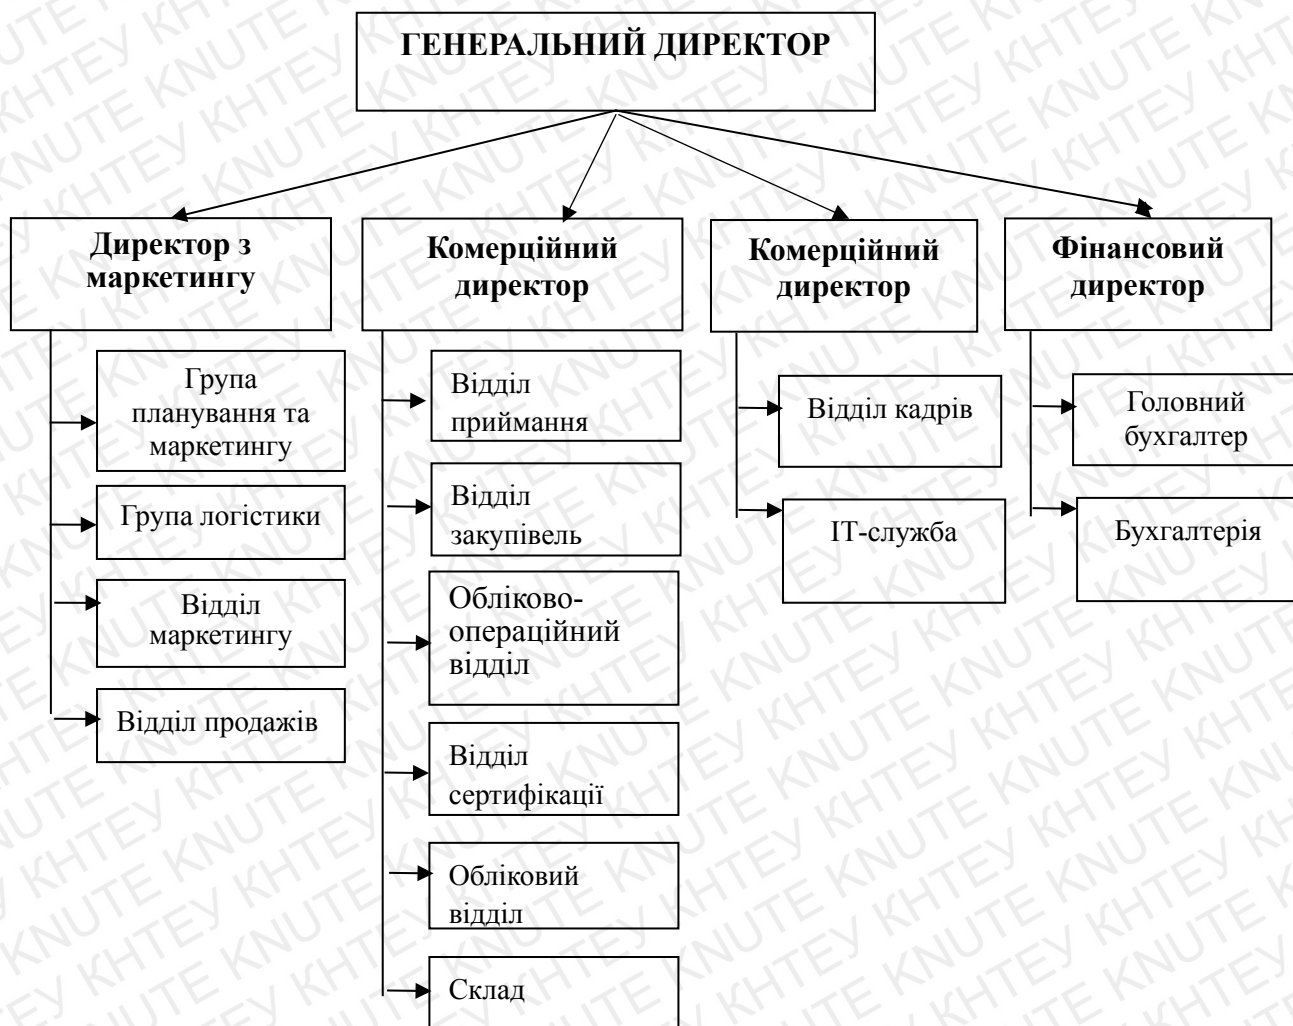 ГЕНЕРАЛЬНИЙ ДИРЕКТОР
Директор з
маркетингу
Комерційний
директор
Комерційний
директор
Фінансовий
директор
Група
планування та
маркетингу
Група логістики
Відділ
маркетингу
Відділ продажів
Відділ
приймання
Відділ
закупівель
Обліково-
операційний
відділ
Відділ
сертифікації
Обліковий
відділ
Склад
Відділ кадрів
ІТ-служба
Головний
бухгалтер
Бухгалтерія